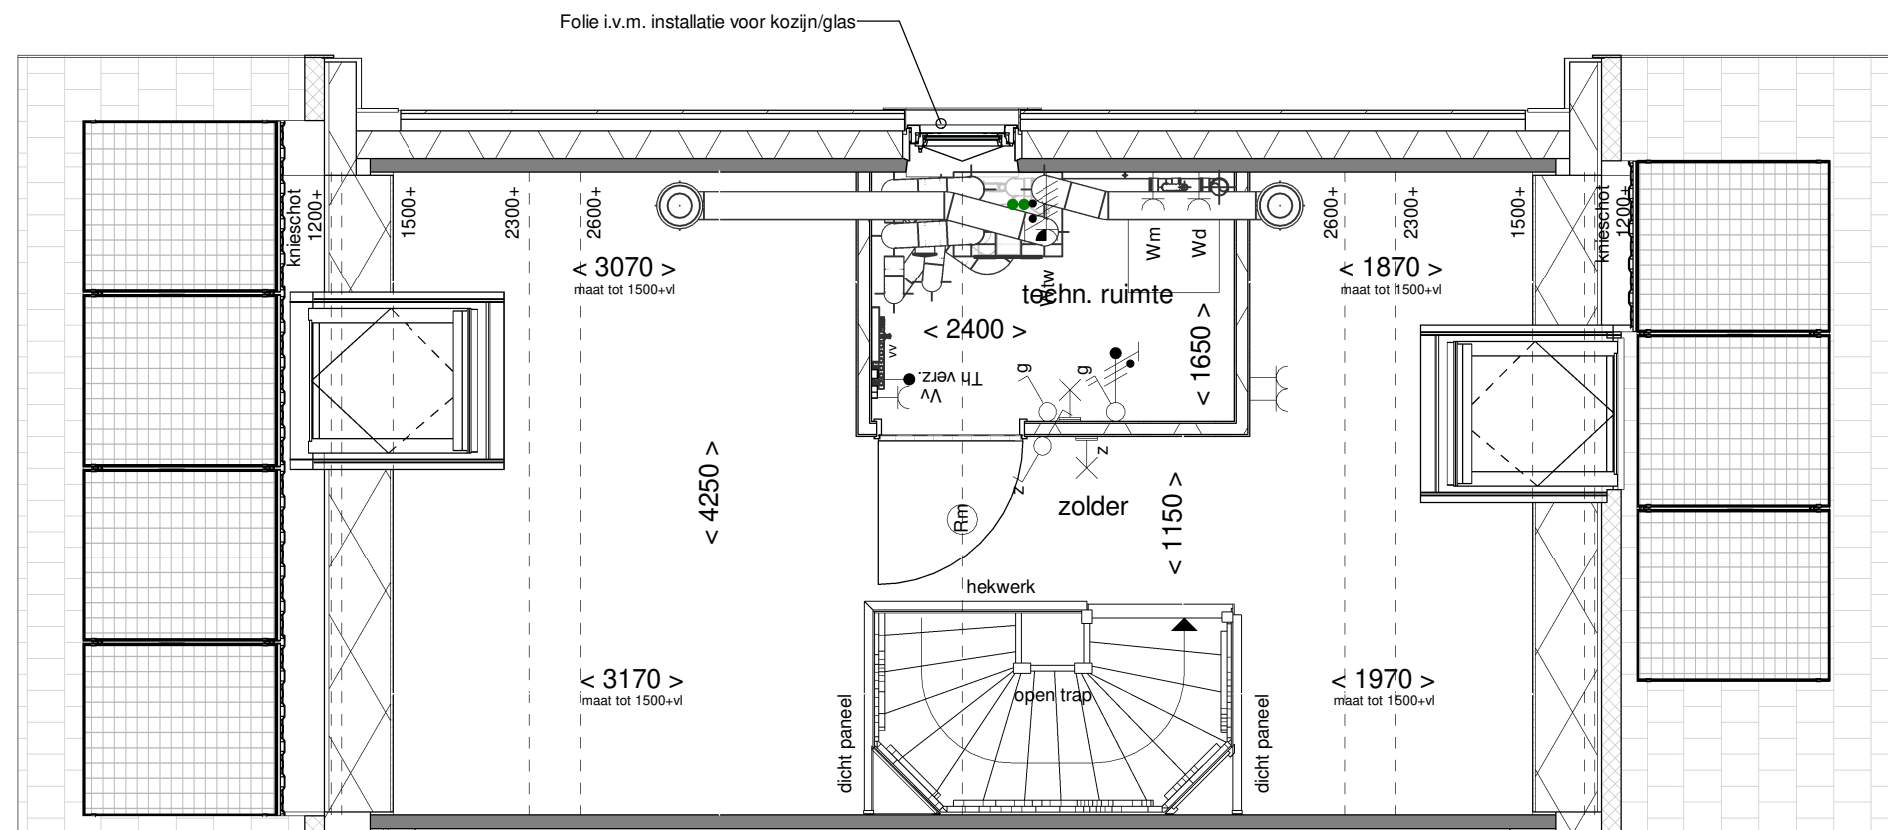 Folie i.v.m. installatie voor kozijn/glas
knieschot
1200+
1500+
2300+
2600+
2600+
2300+
1500+
knieschot
1200+
< 3070 >
maat tot 1500+vl
Wm
Wd
< 1870 >
maat tot 1500+vl
Wtw
techn. ruimte
< 2400 >
< 1650 >
vv
Th verz.
Vv
g
g
z
z
< 4250 >
Rm
zolder
< 1150 >
hekwerk
< 3170 >
maat tot 1500+vl
open trap
< 1970 >
maat tot 1500+vl
dicht paneel
dicht paneel